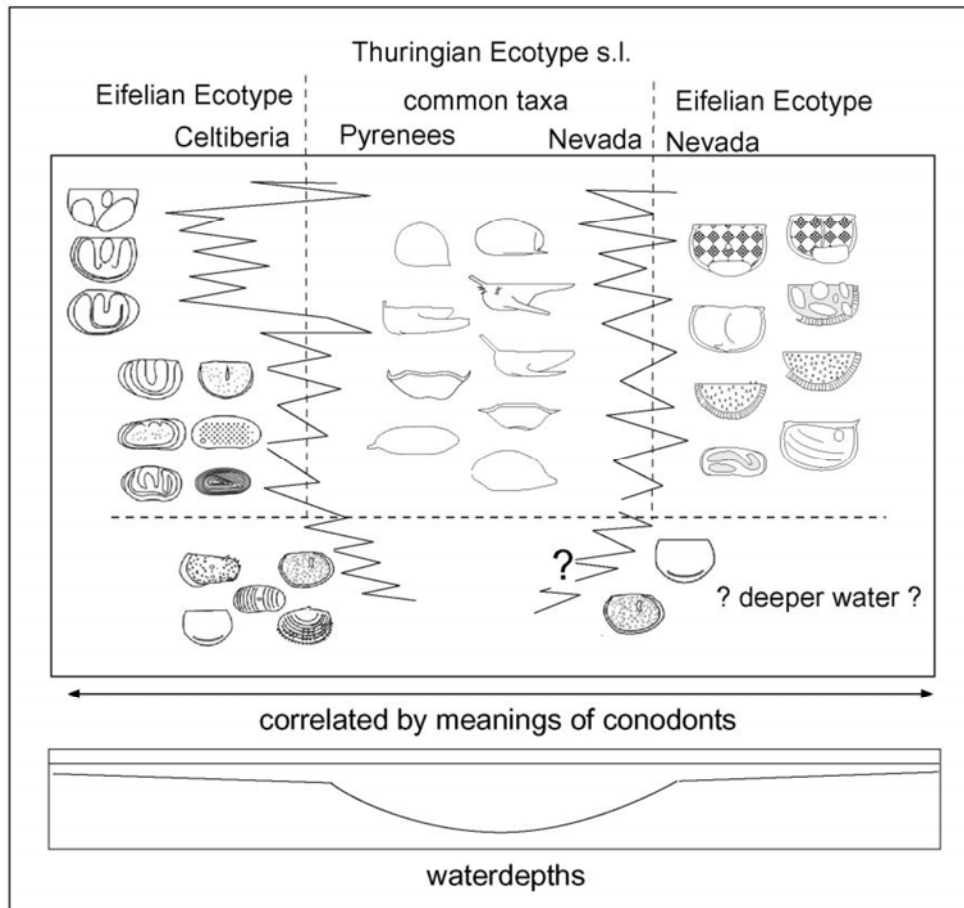 Thuringian Ecotype s.l.
Eifelian Ecotype
common taxa
Eifelian Ecotype
Celtiberia
Pyrenees
Nevada
Nevada
?
? deeper water ?
correlated by meanings of conodonts
waterdepths